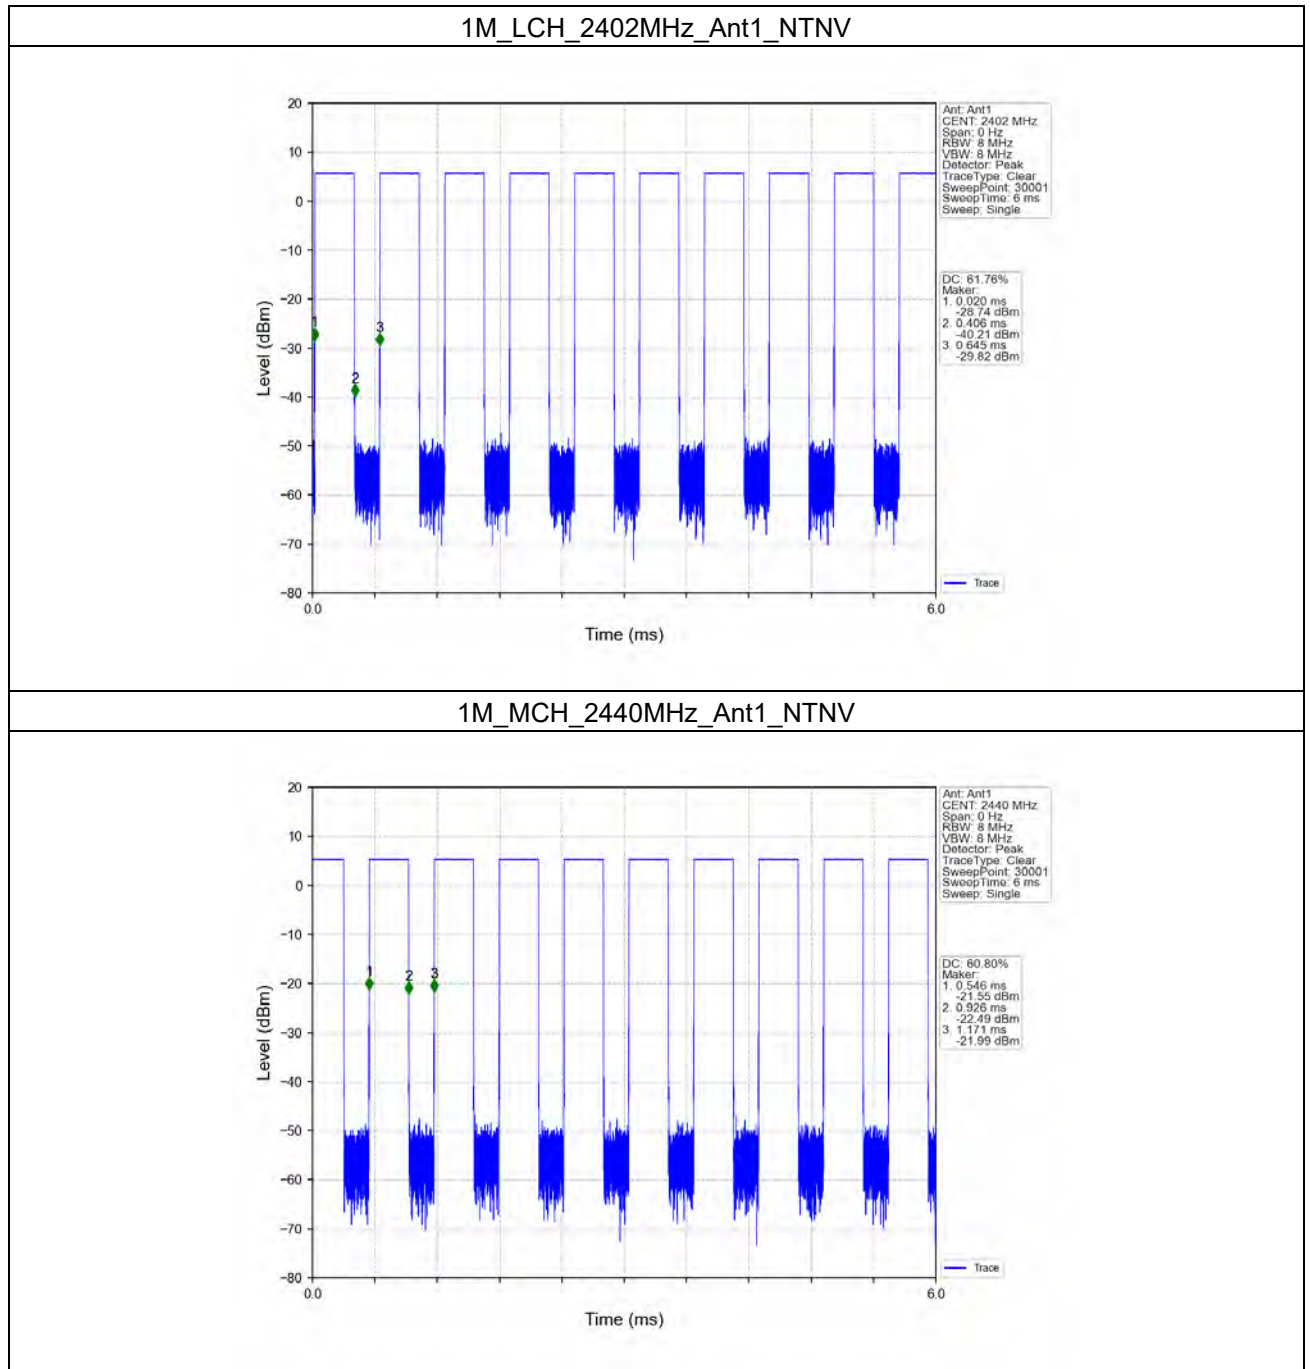 1M_LCH_2402MHz_Ant1_NTNV
20
10
0
−10
−20
−30
−40
−50
−60
−70
−80
Level (dBm)
1
2
3
0.0
6.0
Time (ms)
Ant: Ant1
CENT: 2402 MHz
Span: 0 Hz
RBW: 8 MHz
VBW: 8 MHz
Detector: Peak
TraceType: Clear
SweepPoint: 30001
SweepTime: 6 ms
Sweep: Single
DC: 61.76%
Maker:
1. 0.020 ms
-28.74 dBm
2. 0.406 ms
-40.21 dBm
3. 0.645 ms
-29.82 dBm
Trace
1M_MCH_2440MHz_Ant1_NTNV
20
10
0
−10
−20
−30
−40
−50
−60
−70
−80
Level (dBm)
1
2
3
0.0
6.0
Time (ms)
Ant: Ant1
CENT: 2440 MHz
Span: 0 Hz
RBW: 8 MHz
VBW: 8 MHz
Detector: Peak
TraceType: Clear
SweepPoint: 30001
SweepTime: 6 ms
Sweep: Single
DC: 60.80%
Maker:
1. 0.546 ms
-21.55 dBm
2. 0.926 ms
-22.49 dBm
3. 1.171 ms
-21.99 dBm
Trace